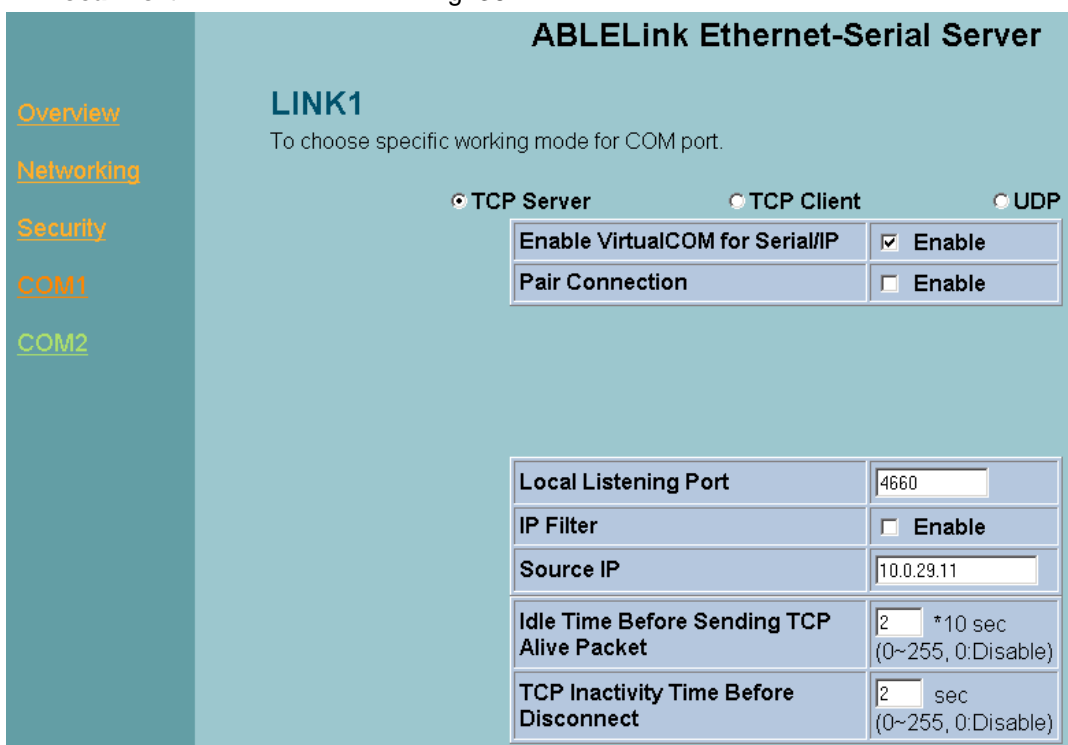 ABLELink Ethernet-Serial Server
Overview
Networking
Security
COM1
COM2
LINK1
To choose specific working mode for COM port.
TCP Server TCP Client UDP
Enable VirtualCOM for Serial/IP Enable
Pair Connection Enable
Local Listening Port 4660
IP Filter Enable
Source IP 10.0.29.11
Idle Time Before Sending TCP
Alive Packet
2 *10 sec
(0~255, 0:Disable)
TCP Inactivity Time Before
Disconnect
2 sec
(0~255, 0:Disable)